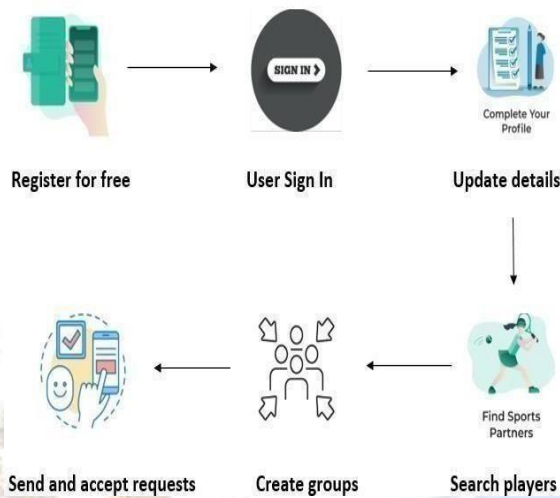 SIGN IN
Complete Your
Profile
Register for free
User Sign In
Update details
Find Sports
Partners
Send and accept requests
Create groups
Search players